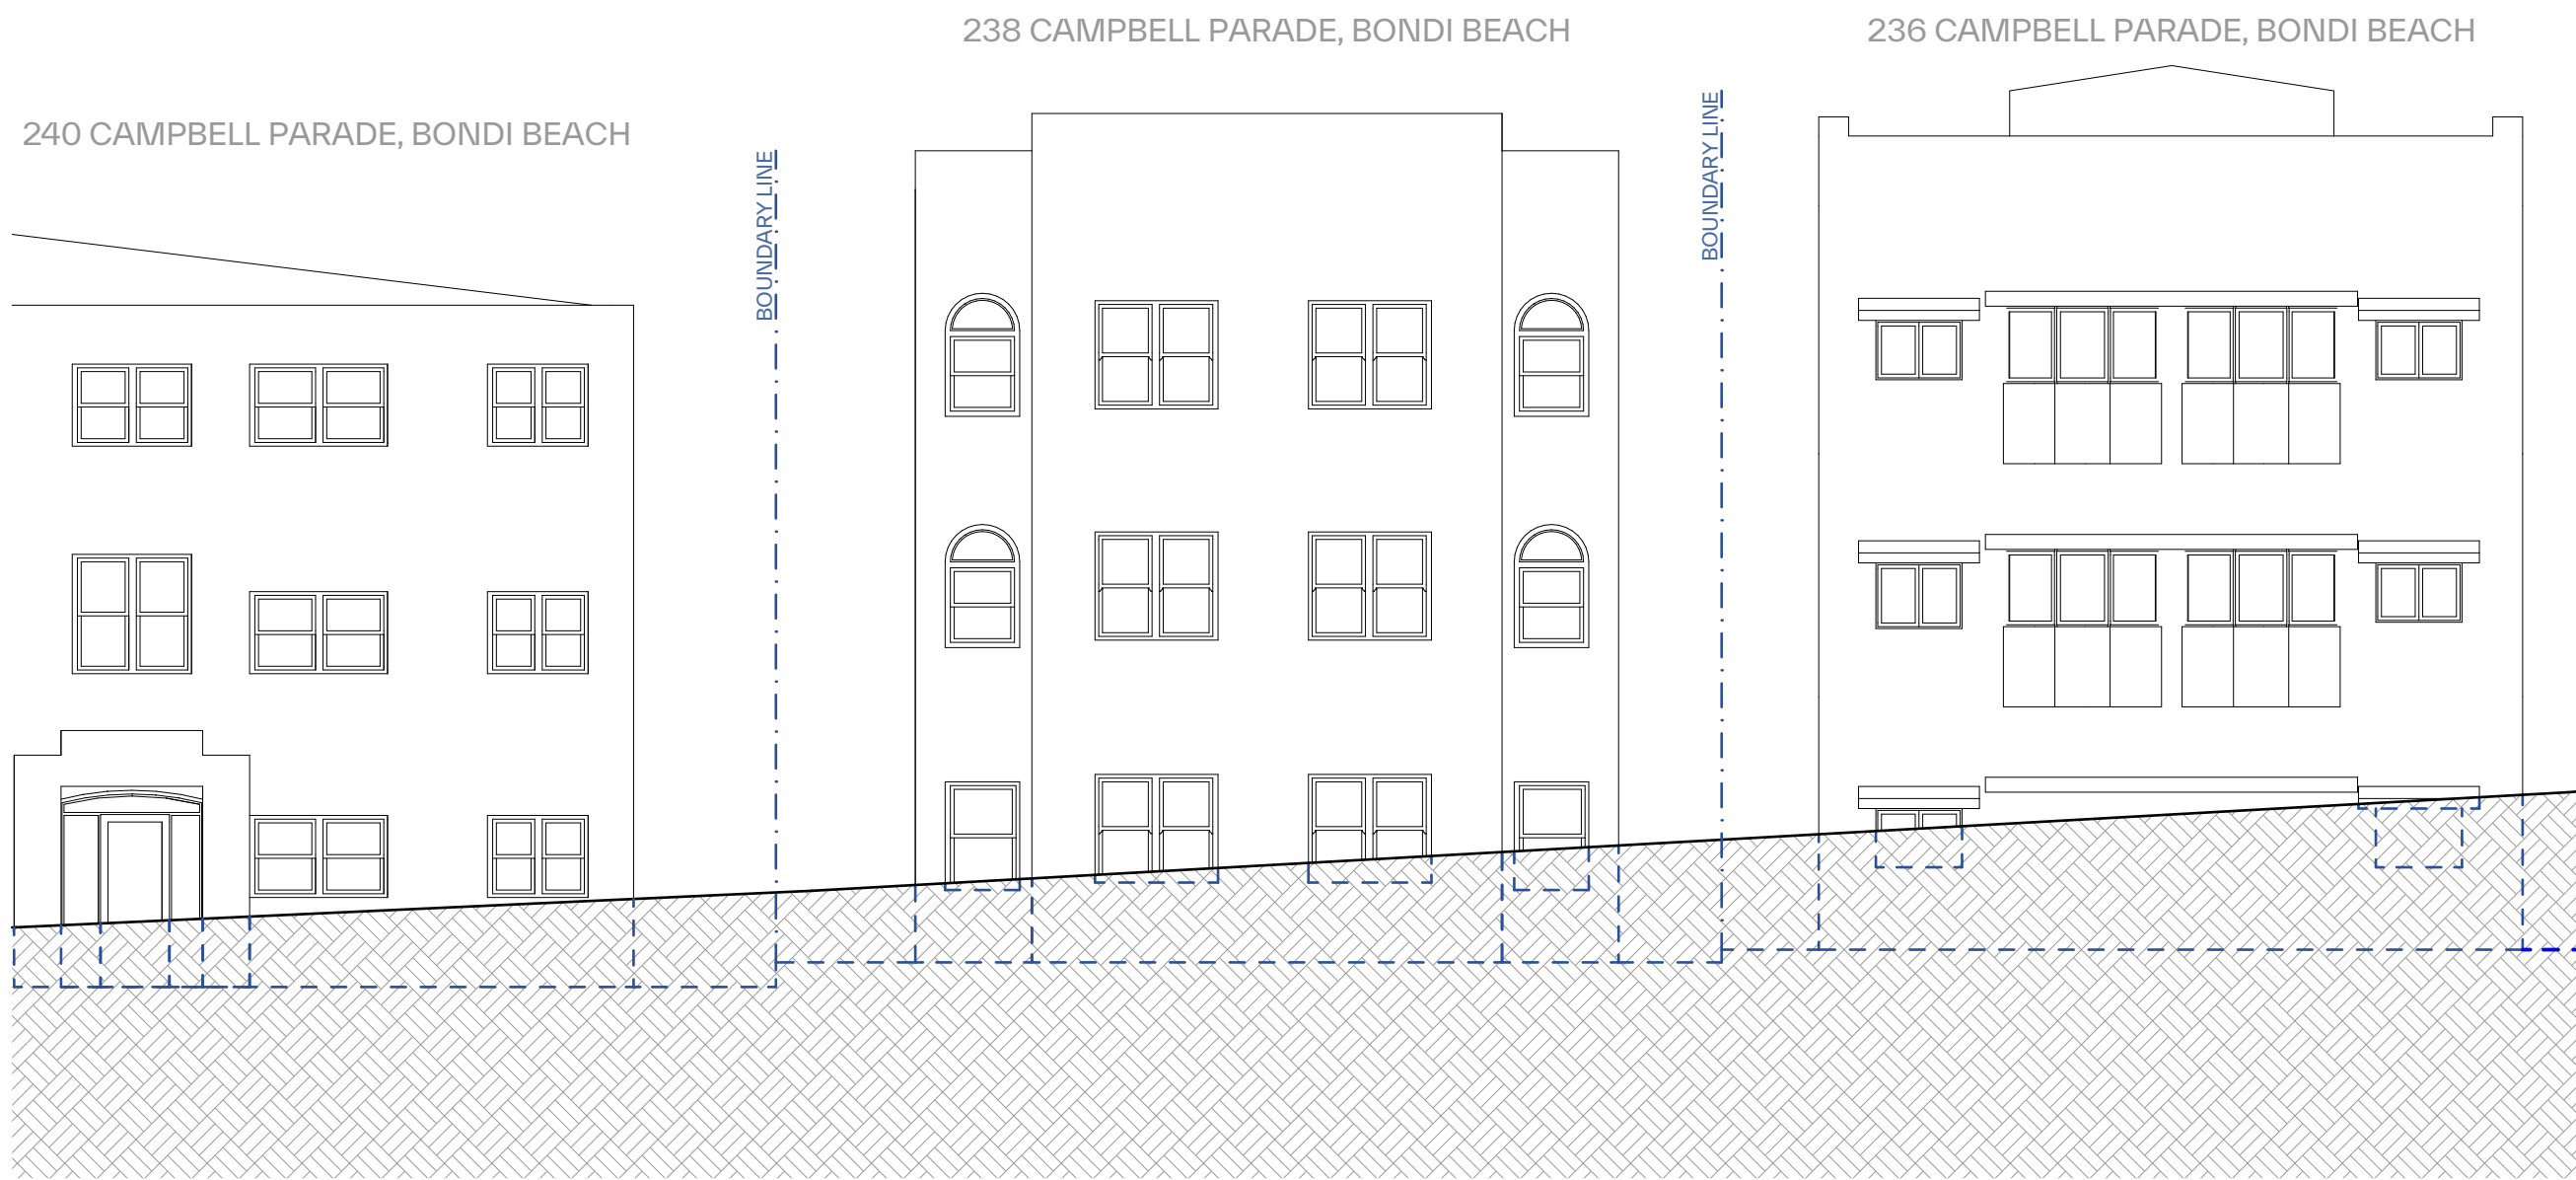 238 CAMPBELL PARADE, BONDI BEACH
236 CAMPBELL PARADE, BONDI BEACH
240 CAMPBELL PARADE, BONDI BEACH
BOUNDARY LINE
BOUNDARY LINE